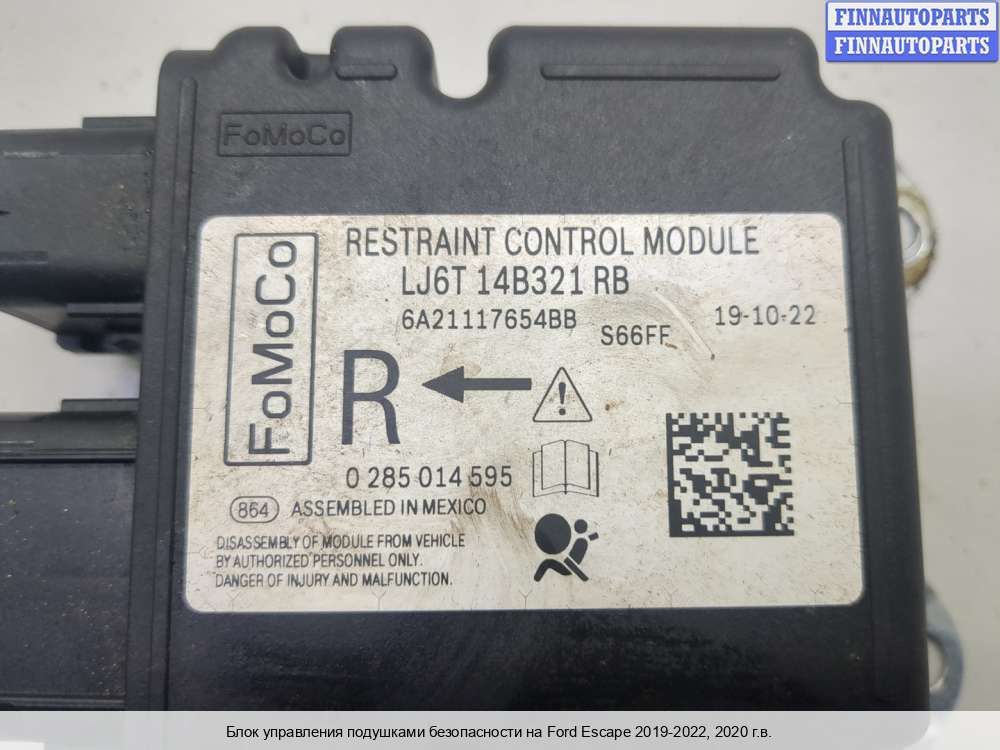 FINNAUTOPARTS
FINNAUTOPARTS
FoMoCo
FoMoCo
RESTRAINT CONTROL MODULE
LJ6T 14B321 RB
6A21117654BB
S66FF
19-10-22
R
0 285 014 595
864 ASSEMBLED IN MEXICO
DISASSEMBLY OF MODULE FROM VEHICLE
BY AUTHORIZED PERSONNEL ONLY.
DANGER OF INJURY AND MALFUNCTION.
Блок управления подушками безопасности на Ford Escape 2019-2022, 2020 г.в.